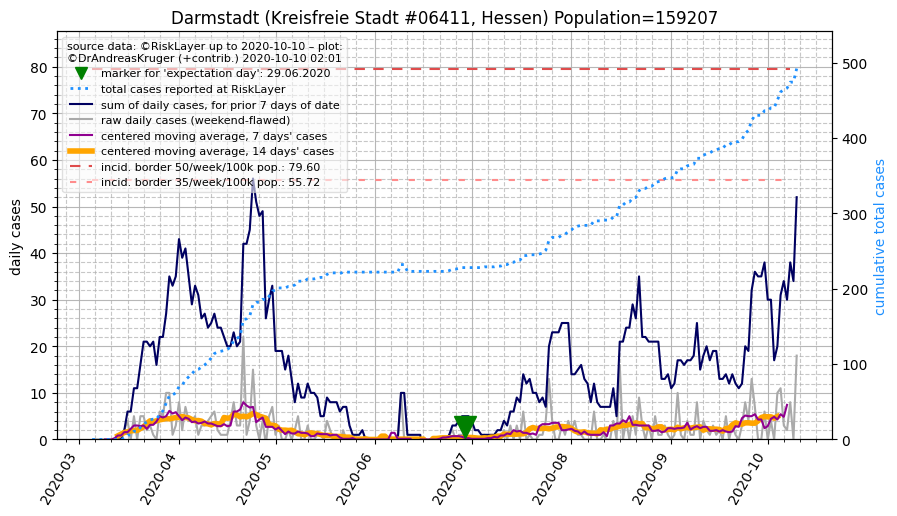 Darmstadt (Kreisfreie Stadt #06411, Hessen) Population=159207
source data: ©RiskLayer up to 2020-10-10 – plot:
©DrAndreasKruger (+contrib.) 2020-10-10 02:01
marker for 'expectation day': 29.06.2020
total cases reported at RiskLayer
sum of daily cases, for prior 7 days of date
raw daily cases (weekend-flawed)
centered moving average, 7 days' cases
centered moving average, 14 days' cases
incid. border 50/week/100k pop.: 79.60
incid. border 35/week/100k pop.: 55.72
daily cases
80
70
60
50
40
30
20
10
0
cumulative total cases
500
400
300
200
100
0
2020-03
2020-04
2020-05
2020-06
2020-07
2020-08
2020-09
2020-10